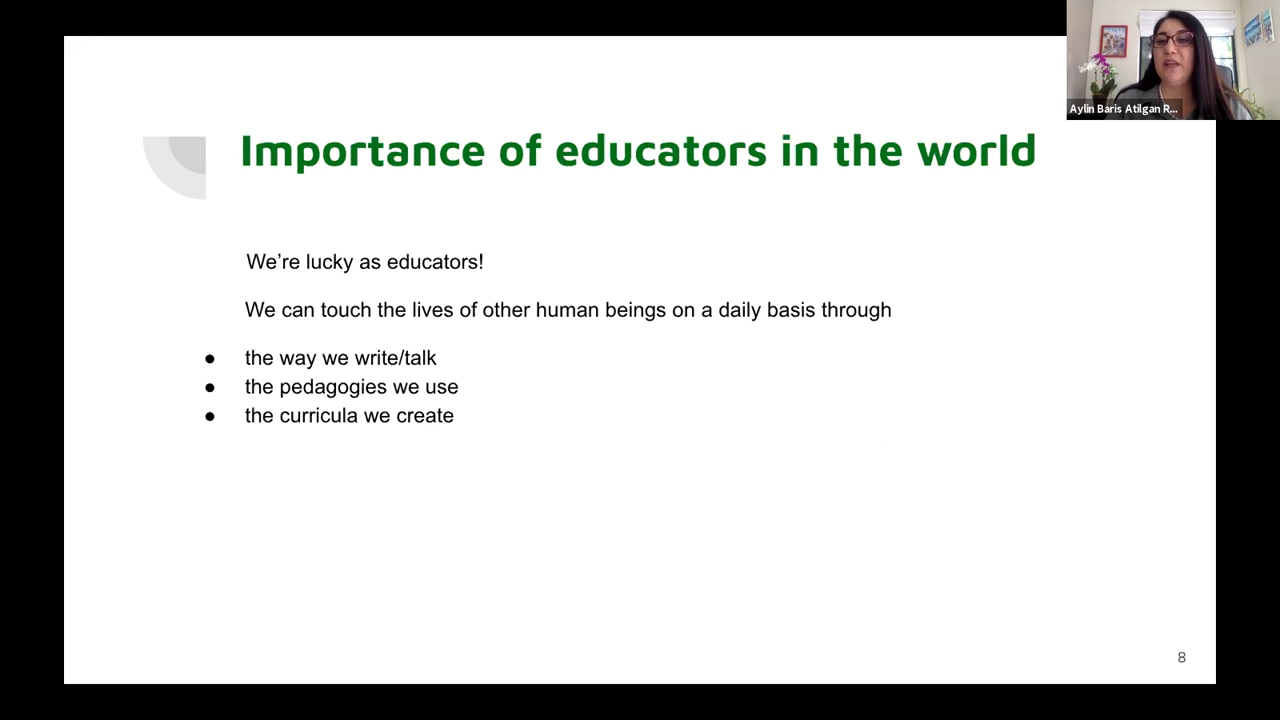 Aylin Baris Atilgan R...
Importance of educators in the world
We're lucky as educators!
We can touch the lives of other human beings on a daily basis through
● the way we write/talk
● the pedagogies we use
● the curricula we create
8